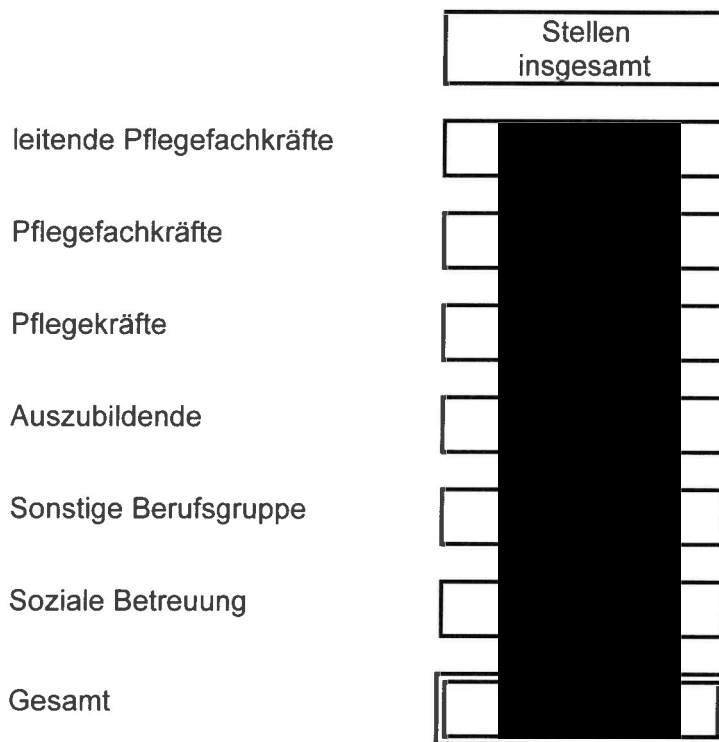 Stellen
insgesamt
leitende Pflegefachkräfte
Pflegefachkräfte
Pflegekräfte
Auszubildende
Sonstige Berufsgruppe
Soziale Betreuung
Gesamt